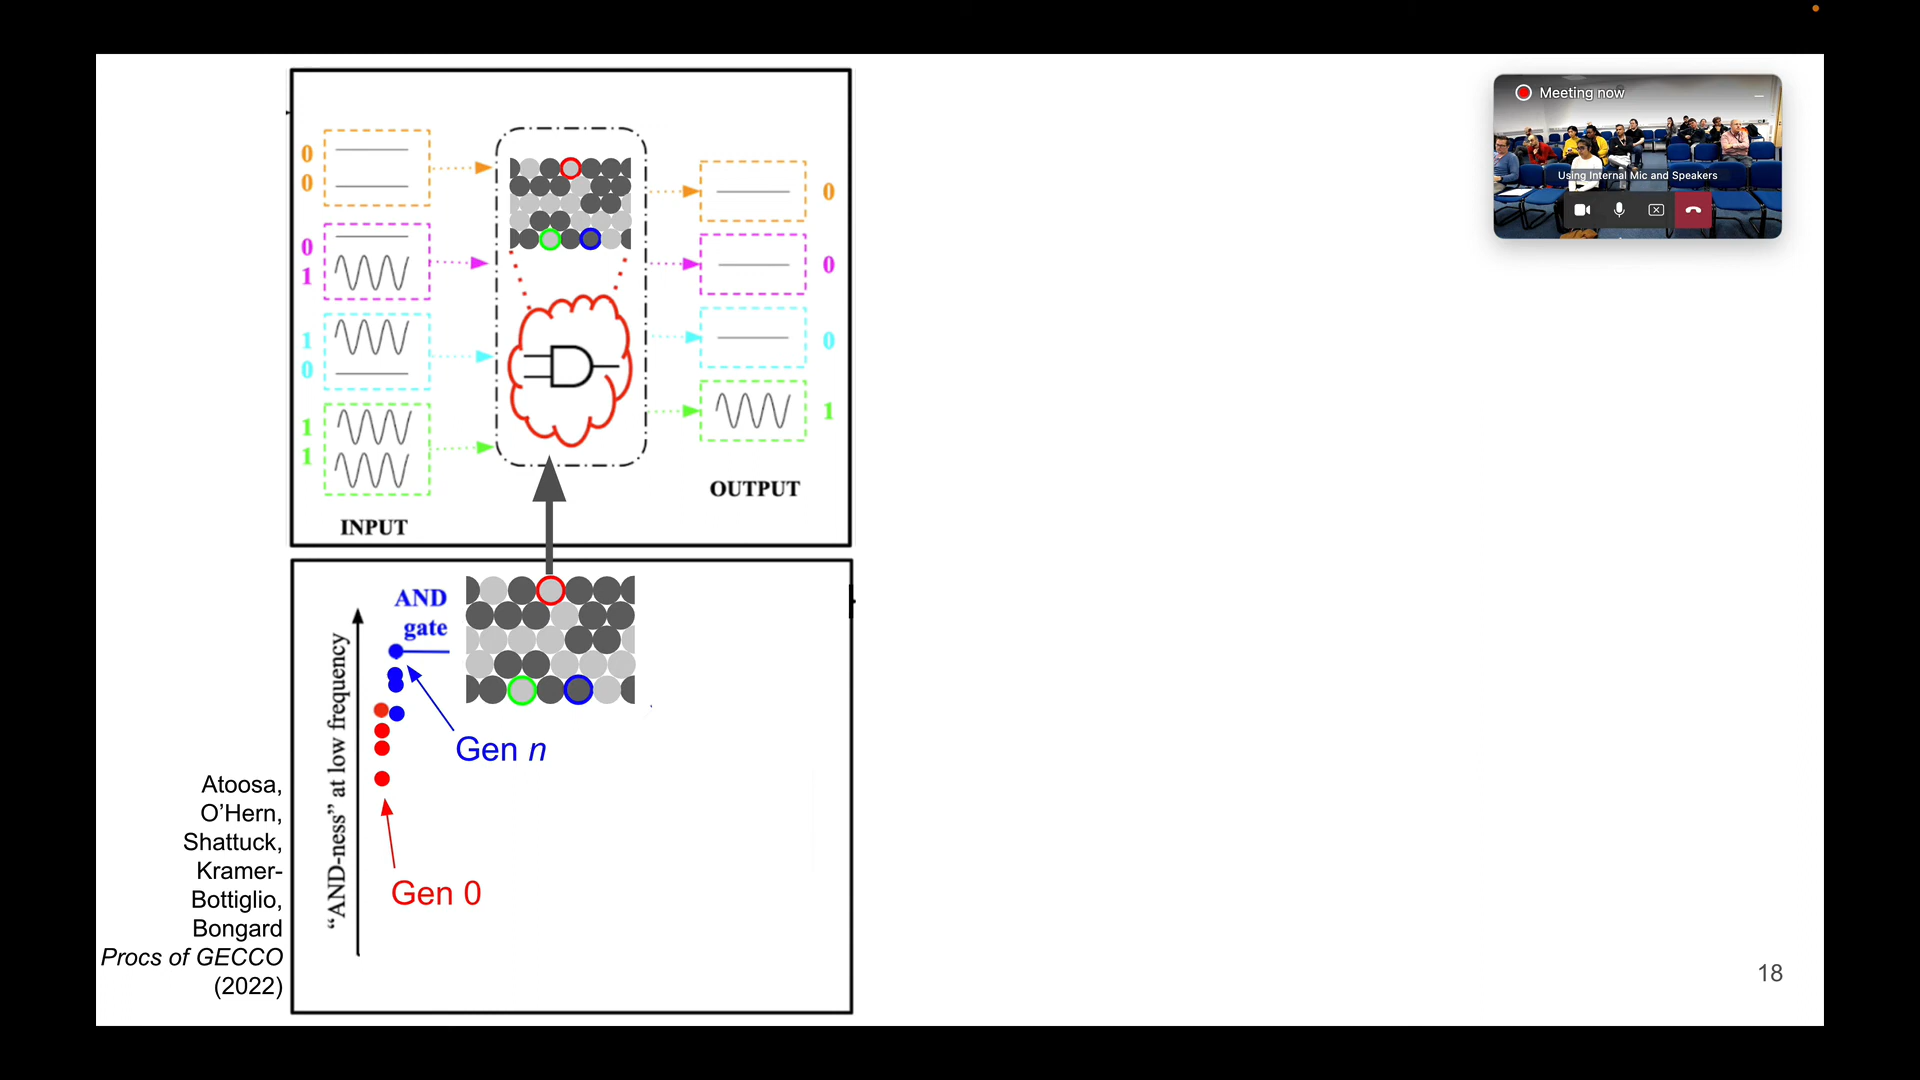 0
0
0
0
0
1
0
1
0
0
1
1
1
OUTPUT
INPUT
Meeting now
Using Internal Mic and Speakers
AND
gate
“AND-ness” at low frequency
Gen n
Gen 0
Atoosa,
O’Hern,
Shattuck,
Kramer-
Bottiglio,
Bongard
Procs of GECCO
(2022)
18